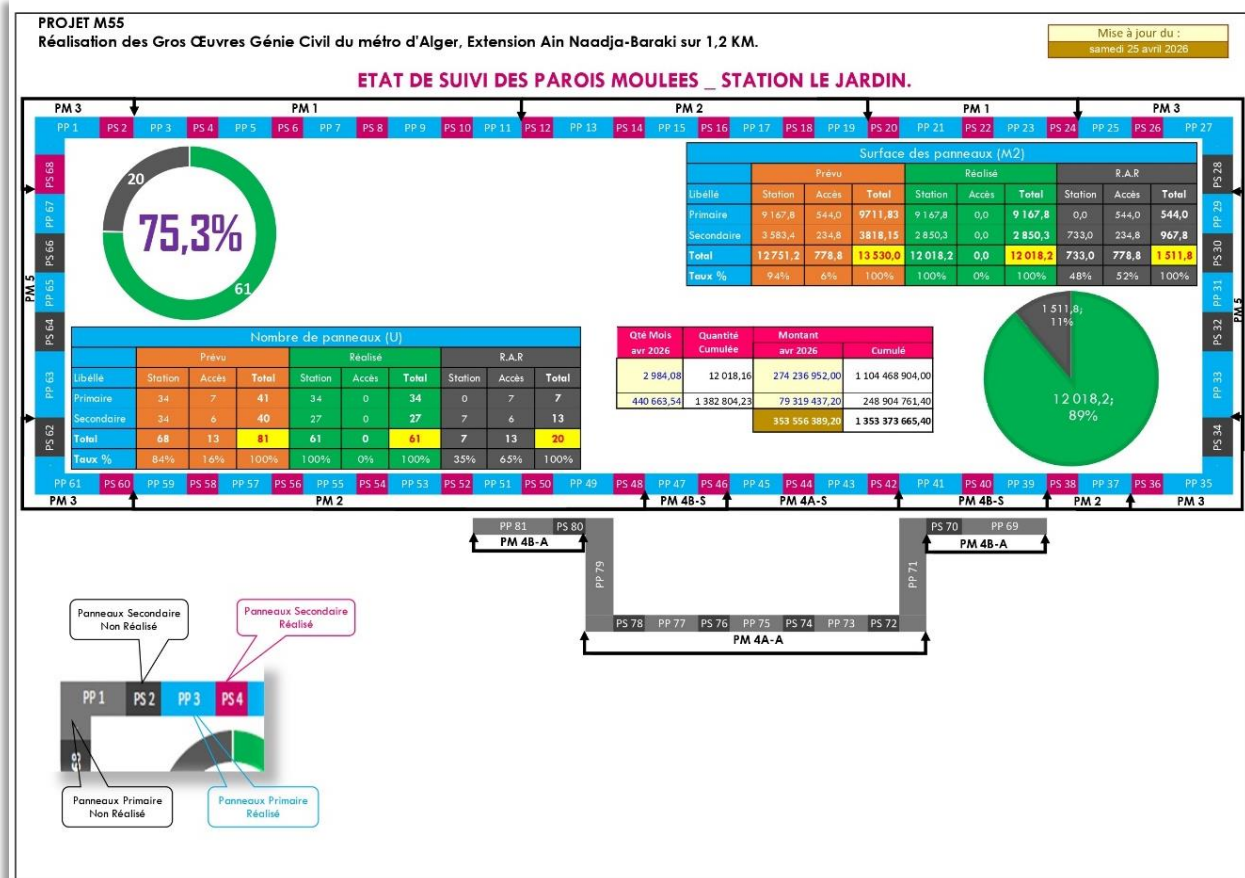 PROJET M55
Réalisation des Gros Œuvres Génie Civil du métro d'Alger, Extension Ain Naadja-Baraki sur 1,2 KM.
Mise à jour du :
samedi 25 avril 2026
ETAT DE SUIVI DES PAROIS MOULEES _ STATION LE JARDIN.
PM 3 PM 1 PM 2 PM 1 PM 3
PP 1 PS 2 PP 3 PS 4 PP 5 PS 6 PP 7 PS 8 PP 9 PS 10 PP 11 PS 12 PP 13 PS 14 PP 15 PS 16 PP 17 PS 18 PP 19 PS 20 PP 21 PS 22 PP 23 PS 24 PP 25 PS 26 PP 27
PS 68
PP 67
PS 66
PP 65
PS 64
PP 63
PS 62
PM 5
20
75,3%
61
Surface des panneaux (M2)
Prévu Réalisé R.A.R
Libéllé Station Accès Total Station Accès Total Station Accès Total
Primaire 9 167,8 544,0 9711,83 9 167,8 0,0 9 167,8 0,0 544,0 544,0
Secondaire 3 583,4 234,8 3818,15 2 850,3 0,0 2 850,3 733,0 234,8 967,8
Total 12 751,2 778,8 13 530,0 12 018,2 0,0 12 018,2 733,0 778,8 1 511,8
Taux % 94% 6% 100% 100% 0% 100% 48% 52% 100%
PS 28
PP 29
PS 30
PP 31
PS 32
PP 33
PS 34
PM 5
Nombre de panneaux (U)
Prévu Réalisé R.A.R
Libéllé Station Accès Total Station Accès Total Station Accès Total
Primaire 34 7 41 34 0 34 0 7 7
Secondaire 34 6 40 27 0 27 7 6 13
Total 68 13 81 61 0 61 7 13 20
Taux % 84% 16% 100% 100% 0% 100% 35% 65% 100%
Qté Mois Quantité Montant
avr 2026 Cumulée avr 2026 Cumulé
2 984,08 12 018,16 274 236 952,00 1 104 468 904,00
440 663,54 1 382 804,23 79 319 437,20 248 904 761,40
353 556 389,20 1 353 373 665,40
1 511,8;
11%
12 018,2;
89%
PP 61 PS 60 PP 59 PS 58 PP 57 PS 56 PP 55 PS 54 PP 53 PS 52 PP 51 PS 50 PP 49 PS 48 PP 47 PS 46 PP 45 PS 44 PP 43 PS 42 PP 41 PS 40 PP 39 PS 38 PP 37 PS 36 PP 35
PM 3 PM 2 PM 4B-S PM 4A-S PM 4B-S PM 2 PM 3
PP 81 PS 80 PS 70 PP 69
PM 4B-A PM 4B-A
PP 79 PP 71
PS 78 PP 77 PS 76 PP 75 PS 74 PP 73 PS 72
PM 4A-A
Panneaux Secondaire
Non Réalisé
Panneaux Secondaire
Réalisé
PP 1 PS 2 PP 3 PS 4
68
Panneaux Primaire
Non Réalisé
Panneaux Primaire
Réalisé